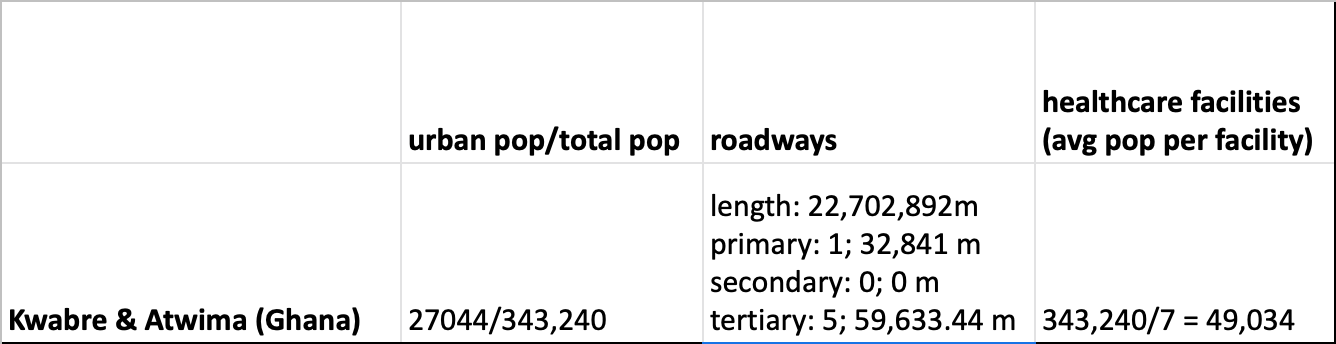 urban pop/total pop
roadways
healthcare facilities
(avg pop per facility)
Kwabre & Atwima (Ghana)
27044/343,240
length: 22,702,892m
primary: 1; 32,841 m
secondary: 0; 0 m
tertiary: 5; 59,633.44 m
343,240/7 = 49,034